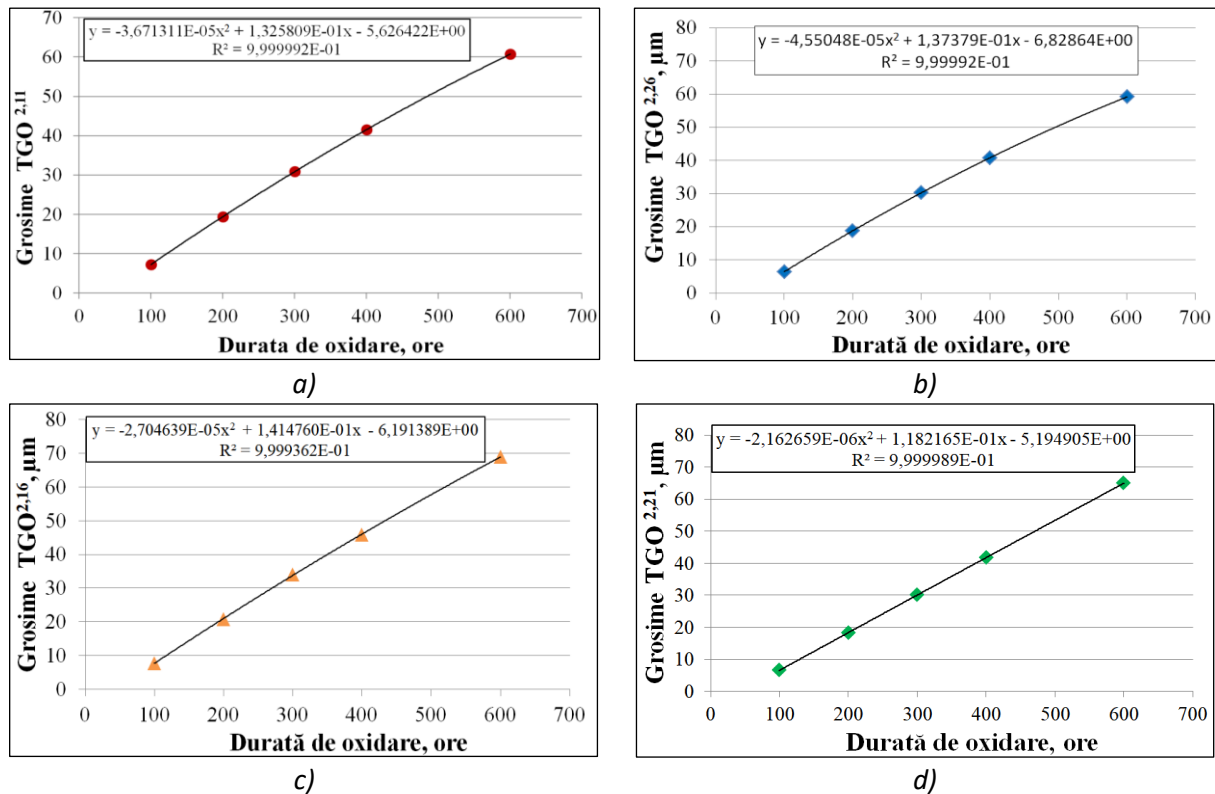 y = -3,671311E-05x² + 1,325809E-01x - 5,626422E+00
R² = 9,999992E-01
Grosime TGO 2,11
70
60
50
40
30
20
10
0
0 100 200 300 400 500 600 700
Durata de oxidare, ore
a)
y = -4,55048E-05x² + 1,37379E-01x - 6,82864E+00
R² = 9,99992E-01
Grosime TGO 2,26, µm
80
70
60
50
40
30
20
10
0
0 100 200 300 400 500 600 700
Durată de oxidare, ore
b)
y = -2,704639E-05x² + 1,414760E-01x - 6,191389E+00
R² = 9,999362E-01
Grosime TGO 2,16, µm
80
70
60
50
40
30
20
10
0
0 100 200 300 400 500 600 700
Durată de oxidare, ore
c)
y = -2,162659E-06x² + 1,182165E-01x - 5,194905E+00
R² = 9,999989E-01
Grosime TGO 2,21, µm
80
70
60
50
40
30
20
10
0
0 100 200 300 400 500 600 700
Durată de oxidare, ore
d)